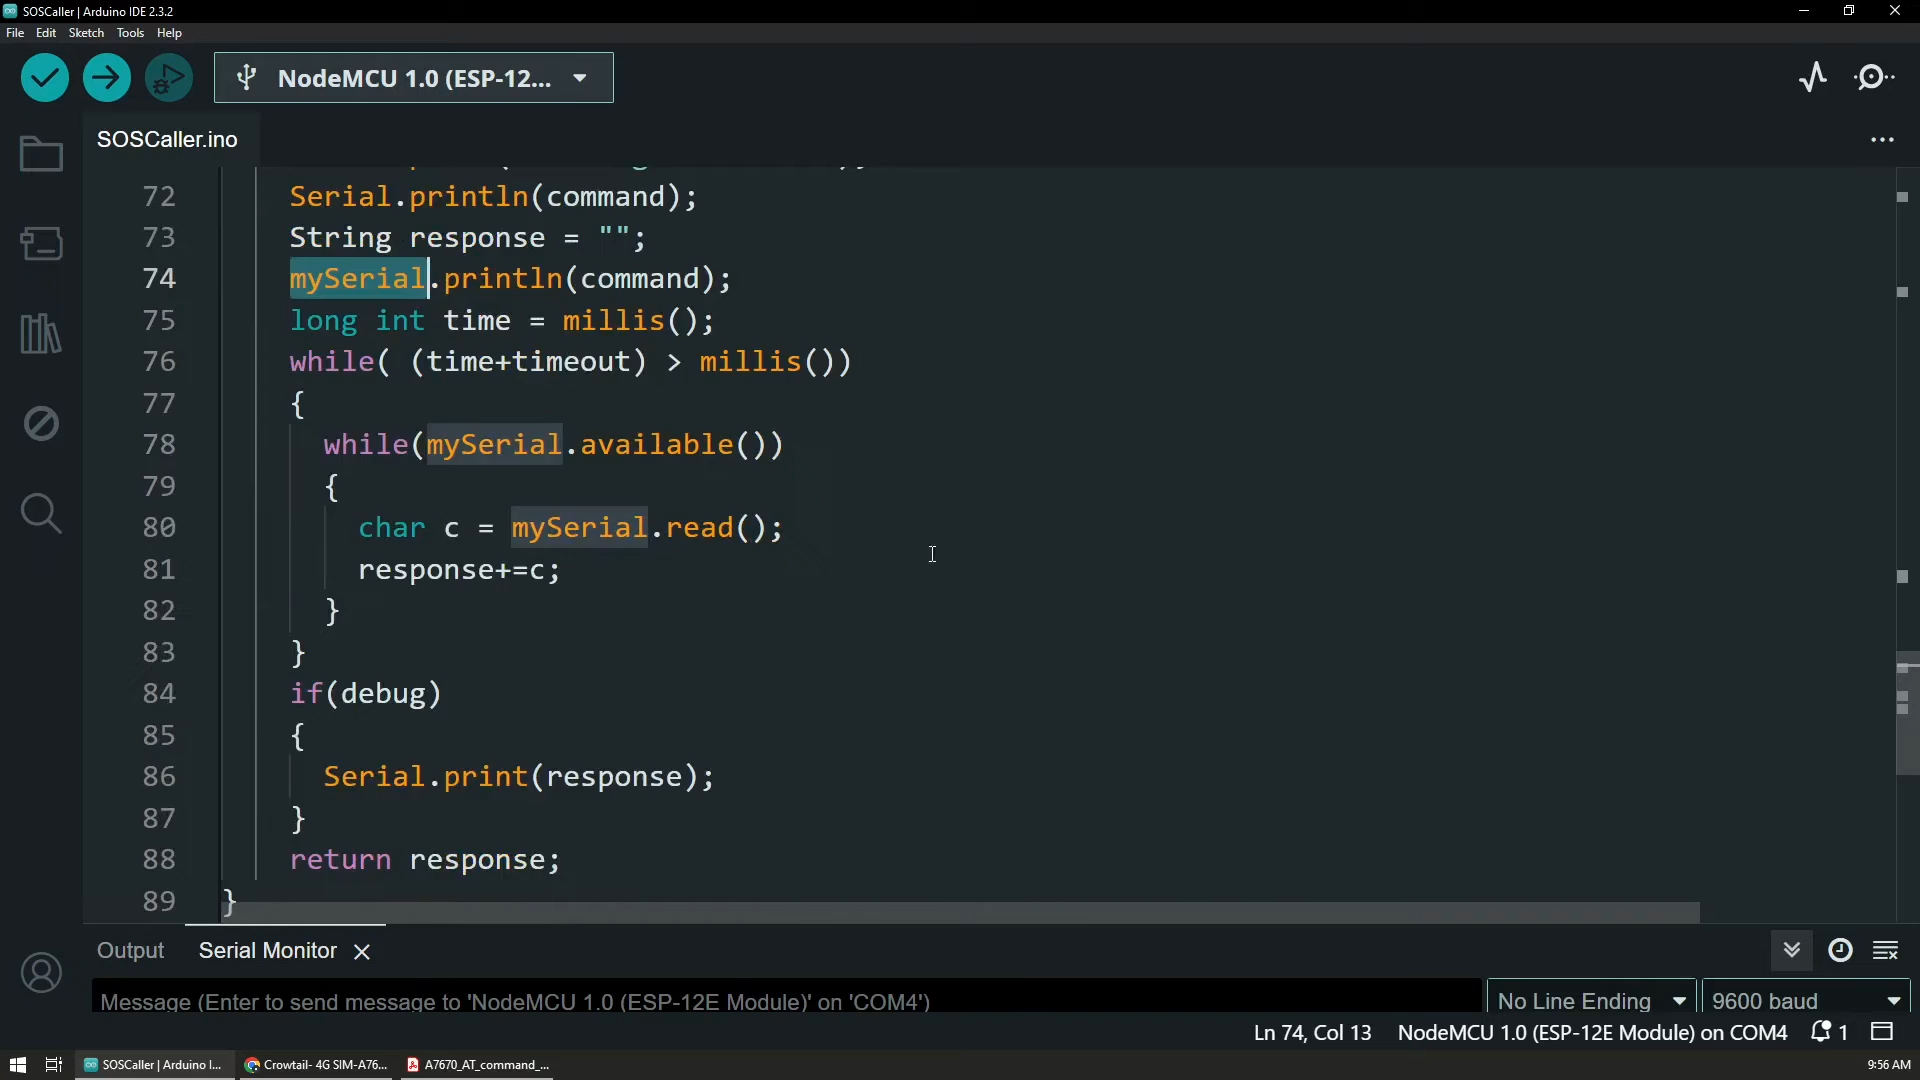 SOSCaller | Arduino IDE 2.3.2
File Edit Sketch Tools Help
NodeMCU 1.0 (ESP-12...
SOSCaller.ino
72 Serial.println(command);
73 String response = "";
74 mySerial.println(command);
75 long int time = millis();
76 while( (time+timeout) > millis())
77 {
78 while(mySerial.available())
79 {
80 char c = mySerial.read();
81 response+=c;
82 }
83 }
84 if(debug)
85 {
86 Serial.print(response);
87 }
88 return response;
89 }
Output Serial Monitor
Message (Enter to send message to 'NodeMCU 1.0 (ESP-12E Module)' on 'COM4') No Line Ending 9600 baud
Ln 74, Col 13 NodeMCU 1.0 (ESP-12E Module) on COM4 1
SOSCaller | Arduino I... Crowtail- 4G SIM-A76... A7670_AT_command_... 9:56 AM